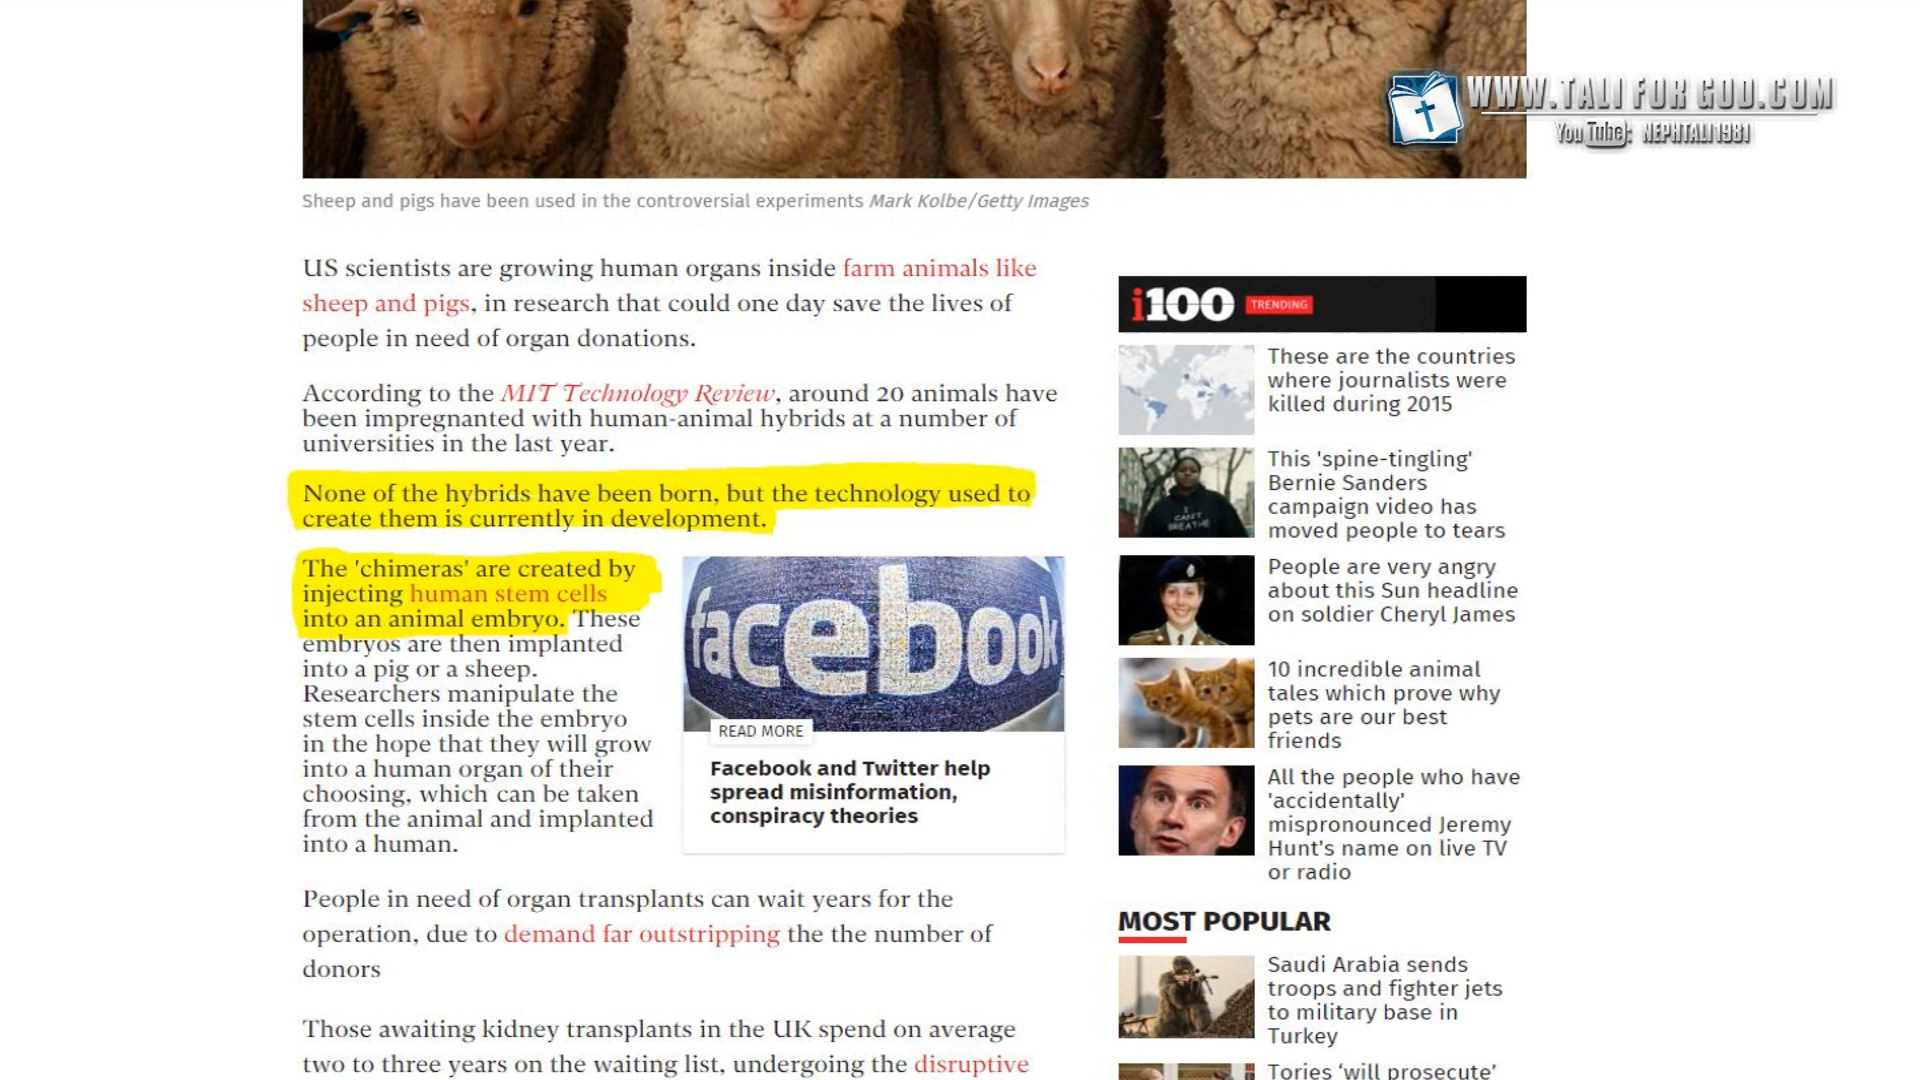 WWW.TALI FOR GOD.COM
YouTube: NEPHTALI1981
Sheep and pigs have been used in the controversial experiments Mark Kolbe/Getty Images
US scientists are growing human organs inside farm animals like
sheep and pigs, in research that could one day save the lives of
people in need of organ donations.
According to the MIT Technology Review, around 20 animals have
been impregnanted with human-animal hybrids at a number of
universities in the last year.
None of the hybrids have been born, but the technology used to
create them is currently in development.
The 'chimeras' are created by
injecting human stem cells
into an animal embryo. These
embryos are then implanted
into a pig or a sheep.
Researchers manipulate the
stem cells inside the embryo
in the hope that they will grow
into a human organ of their
choosing, which can be taken
from the animal and implanted
into a human.
facebook
READ MORE
Facebook and Twitter help
spread misinformation,
conspiracy theories
People in need of organ transplants can wait years for the
operation, due to demand far outstripping the the number of
donors
Those awaiting kidney transplants in the UK spend on average
two to three years on the waiting list, undergoing the disruptive
i100 TRENDING
These are the countries
where journalists were
killed during 2015
I CAN'T BREATHE
This 'spine-tingling'
Bernie Sanders
campaign video has
moved people to tears
People are very angry
about this Sun headline
on soldier Cheryl James
10 incredible animal
tales which prove why
pets are our best
friends
All the people who have
'accidentally'
mispronounced Jeremy
Hunt's name on live TV
or radio
MOST POPULAR
Saudi Arabia sends
troops and fighter jets
to military base in
Turkey
Tories ‘will prosecute’